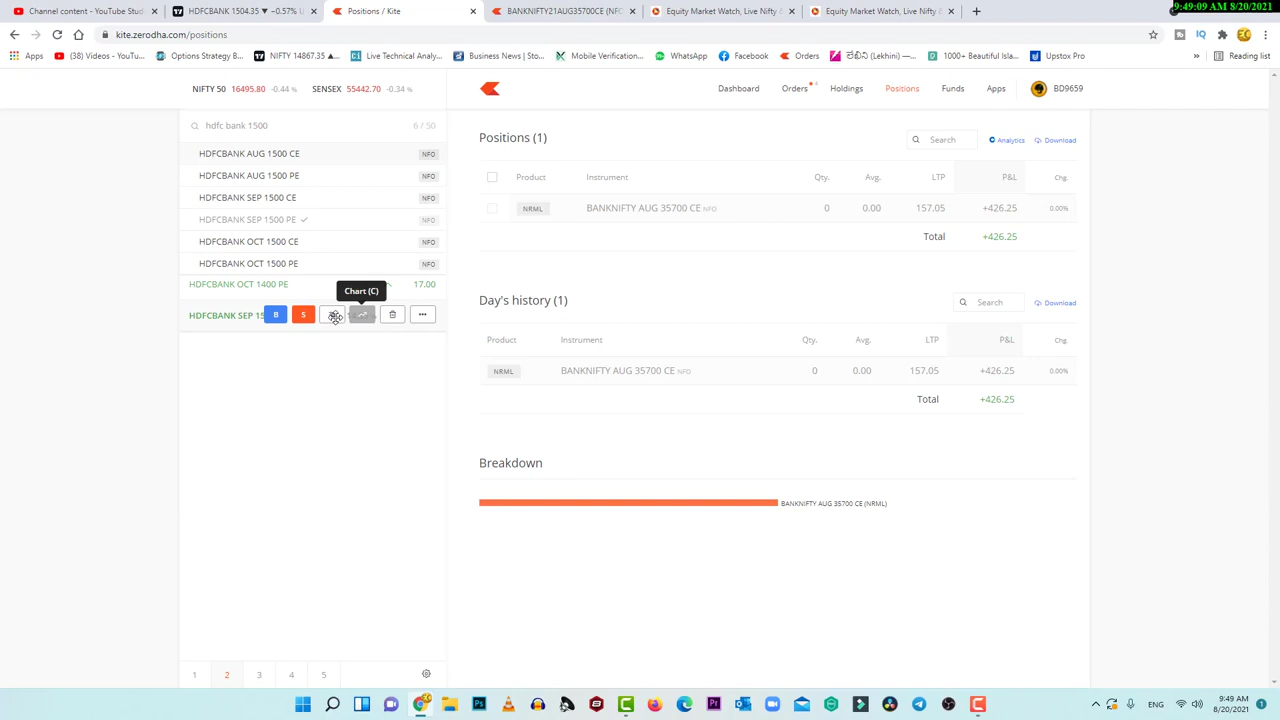 (38) Channel content - YouTube Studio
HDFCBANK 1504.35 ▼ −0.57% U
Positions / Kite
BANKNIFTY21AUG35700CE (NFO
Equity Market Watch, Live Nifty &
Equity Market Watch, Live Nifty &
9:49:09 AM 8/20/2021
kite.zerodha.com/positions
Apps
(38) Videos - YouT...
Options Strategy B...
NIFTY 14867.35 ▲...
Live Technical Analy...
Business News | Sto...
Mobile Verification...
WhatsApp
Facebook
Orders
ಲೇಖಿನಿ (Lekhini) —...
1000+ Beautiful Isla...
Upstox Pro
»
Reading list
NIFTY 50 16495.80 -0.44 %
SENSEX 55442.70 -0.34 %
Dashboard
Orders
4
Holdings
Positions
Funds
Apps
BD9659
hdfc bank 1500
6 / 50
HDFCBANK AUG 1500 CE NFO
HDFCBANK AUG 1500 PE NFO
HDFCBANK SEP 1500 CE NFO
HDFCBANK SEP 1500 PE NFO
HDFCBANK OCT 1500 CE NFO
HDFCBANK OCT 1500 PE NFO
HDFCBANK OCT 1400 PE 17.00
Chart (C)
HDFCBANK SEP 15
B
S
Positions (1)
Search
Analytics
Download
Product Instrument Qty. Avg. LTP P&L Chg.
NRML BANKNIFTY AUG 35700 CE NFO 0 0.00 157.05 +426.25 0.00%
Total +426.25
Day's history (1)
Search
Download
Product Instrument Qty. Avg. LTP P&L Chg.
NRML BANKNIFTY AUG 35700 CE NFO 0 0.00 157.05 +426.25 0.00%
Total +426.25
Breakdown
BANKNIFTY AUG 35700 CE (NRML)
1 2 3 4 5
ENG
9:49 AM
8/20/2021